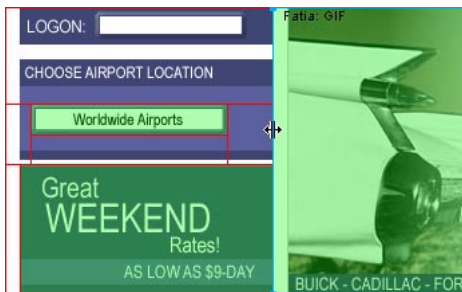 LOGON:
Fatia: GIF
CHOOSE AIRPORT LOCATION
Worldwide Airports
Great
WEEKEND
Rates!
AS LOW AS $9-DAY
BUICK - CADILLAC - FOR